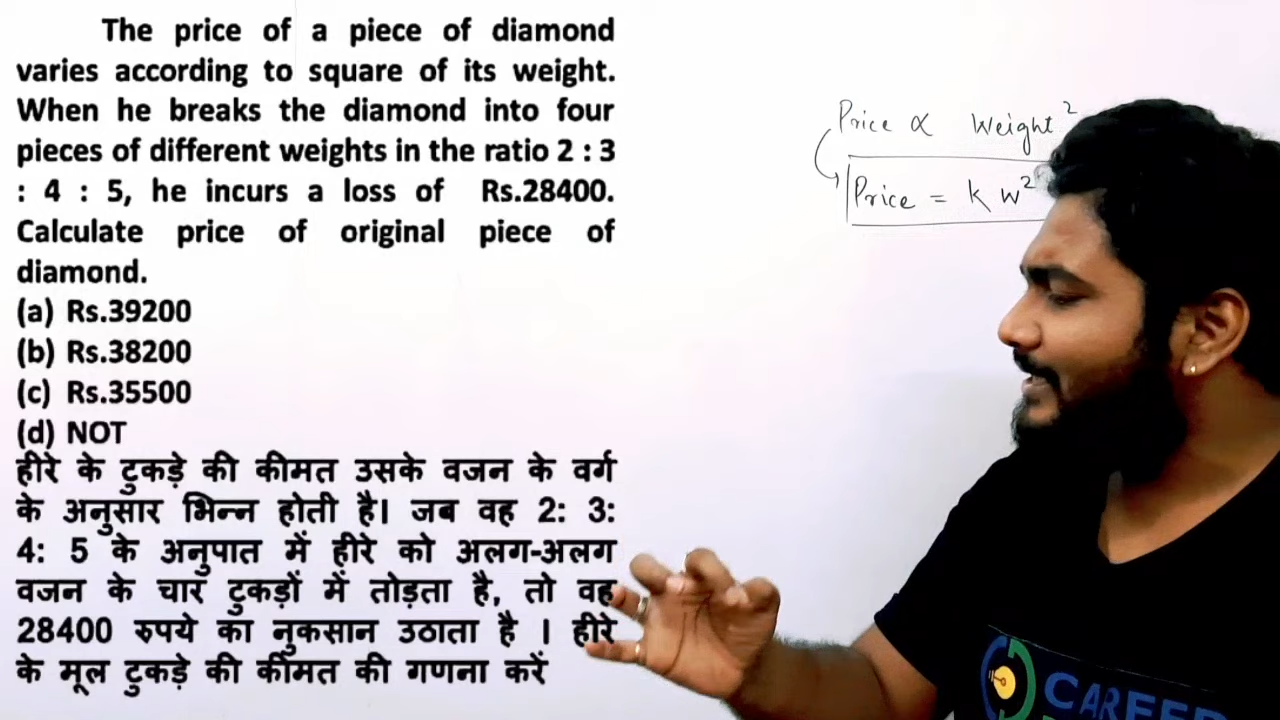 The price of a piece of diamond
varies according to square of its weight.
When he breaks the diamond into four
pieces of different weights in the ratio 2 : 3
: 4 : 5, he incurs a loss of Rs.28400.
Calculate price of original piece of
diamond.
(a) Rs.39200
(b) Rs.38200
(c) Rs.35500
(d) NOT
हीरे के टुकड़े की कीमत उसके वजन के वर्ग
के अनुसार भिन्न होती है। जब वह 2: 3:
4: 5 के अनुपात में हीरे को अलग-अलग
वजन के चार टुकड़ों में तोड़ता है, तो वह
28400 रुपये का नुकसान उठाता है । हीरे
के मूल टुकड़े की कीमत की गणना करें
Price ∝ Weight²
Price = k w²
CAREER